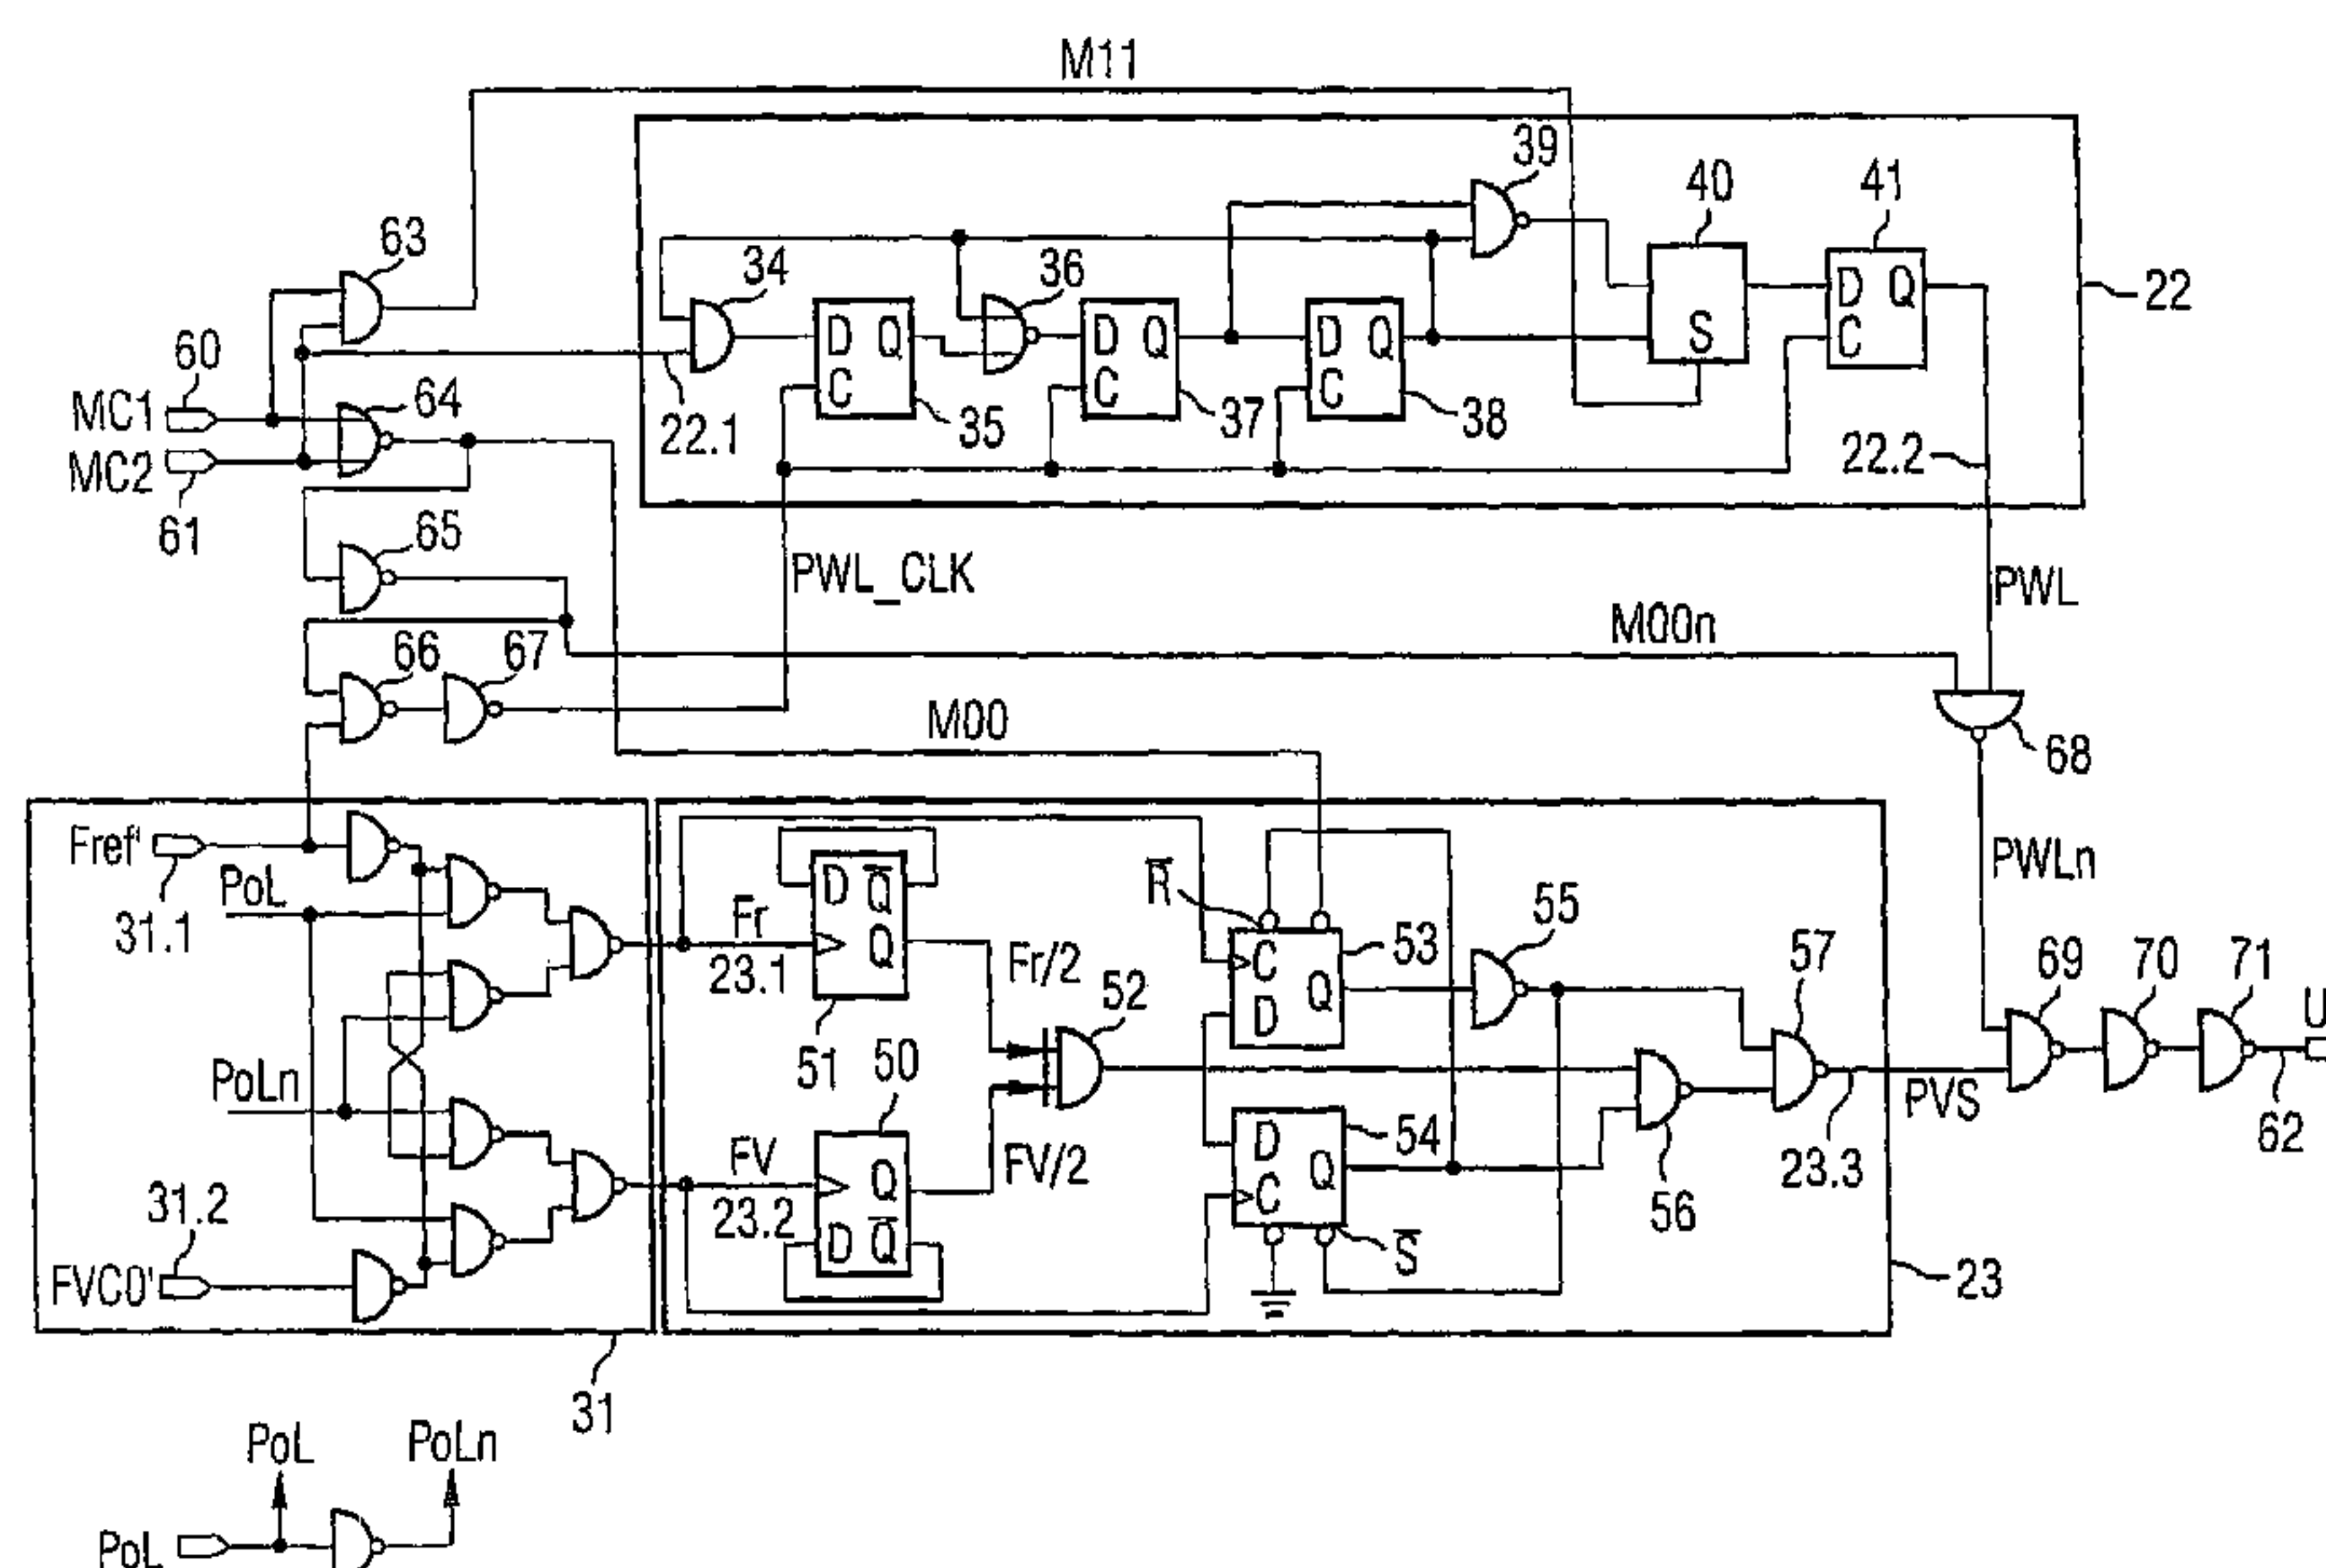 M11
39
40
41
63
34
36
22
60
D Q
C
D Q
C
D Q
C
S
D Q
C
MC1
64
35
37
38
22.1
MC2
22.2
61
65
PWL_CLK
PWL
M00n
66
67
M00
68
Fref'
PoL
31.1
D Q̅
Q
Fr
23.1
Fr/2
R̅
C
Q
D
53
55
57
PWLn
69
70
71
U
51
50
52
PoLn
PVS
62
FV
23.2
Q
D Q̅
FV/2
D
Q
C
54
23.3
56
31.2
S̅
FVCO'
23
31
PoL
PoLn
PoL